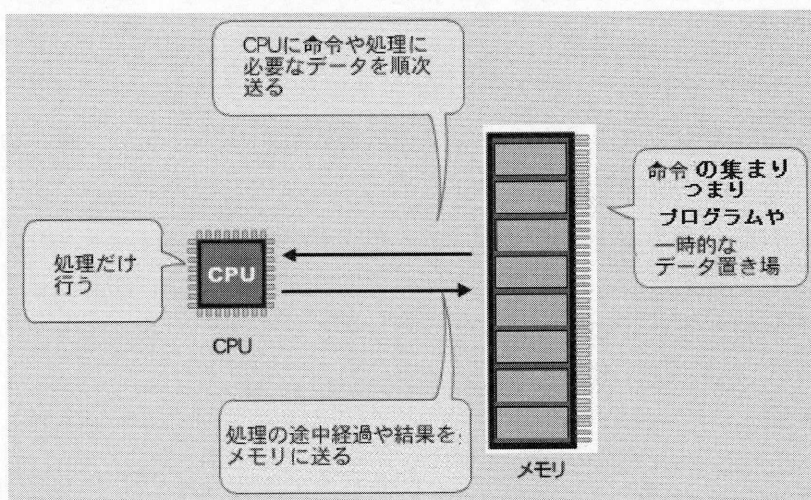 CPUに命令や処理に
必要なデータを順次
送る
命令の集まり
つまり
プログラムや
一時的な
データ置き場
処理だけ
行う
CPU
CPU
処理の途中経過や結果を
メモリに送る
メモリ